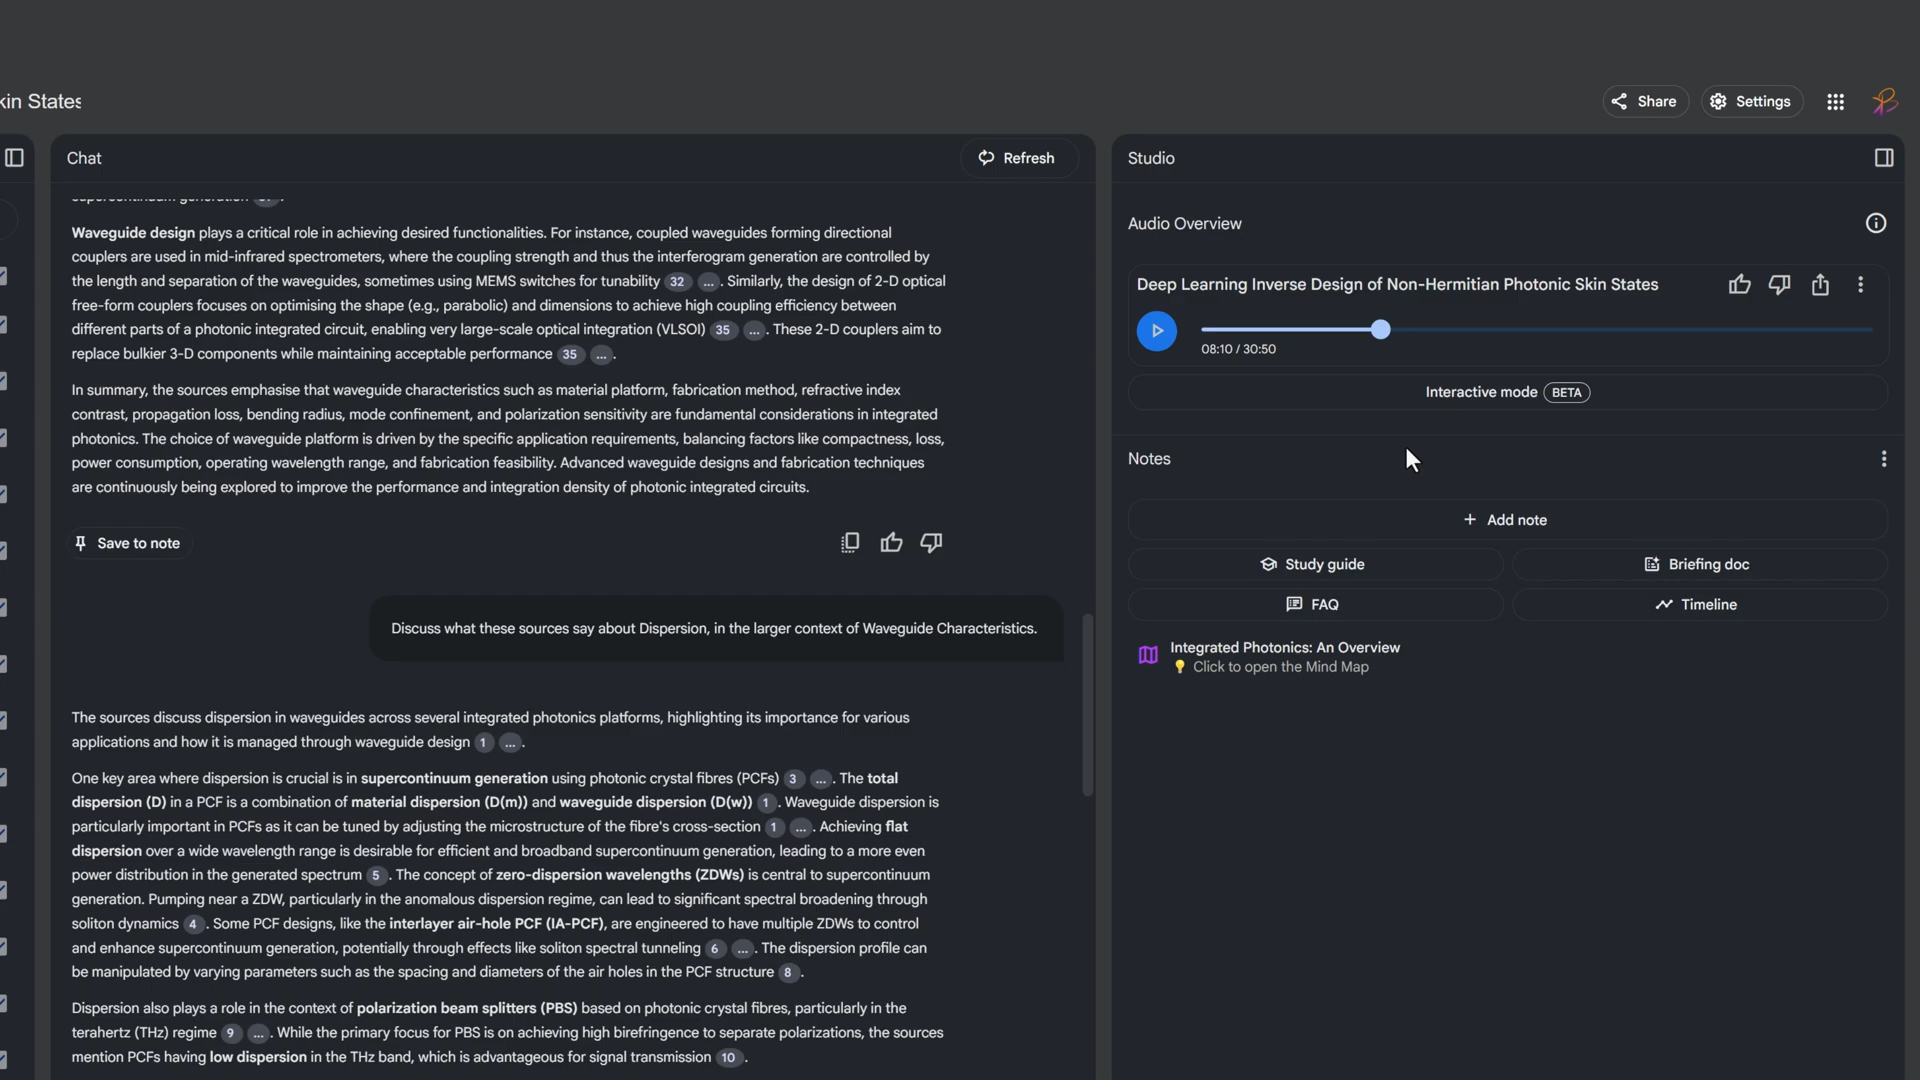 kin States
Share
Settings
Chat
Refresh
Studio
Waveguide design plays a critical role in achieving desired functionalities. For instance, coupled waveguides forming directional
couplers are used in mid-infrared spectrometers, where the coupling strength and thus the interferogram generation are controlled by
the length and separation of the waveguides, sometimes using MEMS switches for tunability 32 ... . Similarly, the design of 2-D optical
free-form couplers focuses on optimising the shape (e.g., parabolic) and dimensions to achieve high coupling efficiency between
different parts of a photonic integrated circuit, enabling very large-scale optical integration (VLSOI) 35 ... . These 2-D couplers aim to
replace bulkier 3-D components while maintaining acceptable performance 35 ... .
In summary, the sources emphasise that waveguide characteristics such as material platform, fabrication method, refractive index
contrast, propagation loss, bending radius, mode confinement, and polarization sensitivity are fundamental considerations in integrated
photonics. The choice of waveguide platform is driven by the specific application requirements, balancing factors like compactness, loss,
power consumption, operating wavelength range, and fabrication feasibility. Advanced waveguide designs and fabrication techniques
are continuously being explored to improve the performance and integration density of photonic integrated circuits.
Save to note
Discuss what these sources say about Dispersion, in the larger context of Waveguide Characteristics.
The sources discuss dispersion in waveguides across several integrated photonics platforms, highlighting its importance for various
applications and how it is managed through waveguide design 1 ... .
One key area where dispersion is crucial is in supercontinuum generation using photonic crystal fibres (PCFs) 3 ... . The total
dispersion (D) in a PCF is a combination of material dispersion (D(m)) and waveguide dispersion (D(w)) 1 . Waveguide dispersion is
particularly important in PCFs as it can be tuned by adjusting the microstructure of the fibre's cross-section 1 ... . Achieving flat
dispersion over a wide wavelength range is desirable for efficient and broadband supercontinuum generation, leading to a more even
power distribution in the generated spectrum 5 . The concept of zero-dispersion wavelengths (ZDWs) is central to supercontinuum
generation. Pumping near a ZDW, particularly in the anomalous dispersion regime, can lead to significant spectral broadening through
soliton dynamics 4 . Some PCF designs, like the interlayer air-hole PCF (IA-PCF), are engineered to have multiple ZDWs to control
and enhance supercontinuum generation, potentially through effects like soliton spectral tunneling 6 ... . The dispersion profile can
be manipulated by varying parameters such as the spacing and diameters of the air holes in the PCF structure 8 .
Dispersion also plays a role in the context of polarization beam splitters (PBS) based on photonic crystal fibres, particularly in the
terahertz (THz) regime 9 ... . While the primary focus for PBS is on achieving high birefringence to separate polarizations, the sources
mention PCFs having low dispersion in the THz band, which is advantageous for signal transmission 10 .
Audio Overview
Deep Learning Inverse Design of Non-Hermitian Photonic Skin States
08:10 / 30:50
Interactive mode BETA
Notes
+ Add note
Study guide
Briefing doc
FAQ
Timeline
Integrated Photonics: An Overview
Click to open the Mind Map